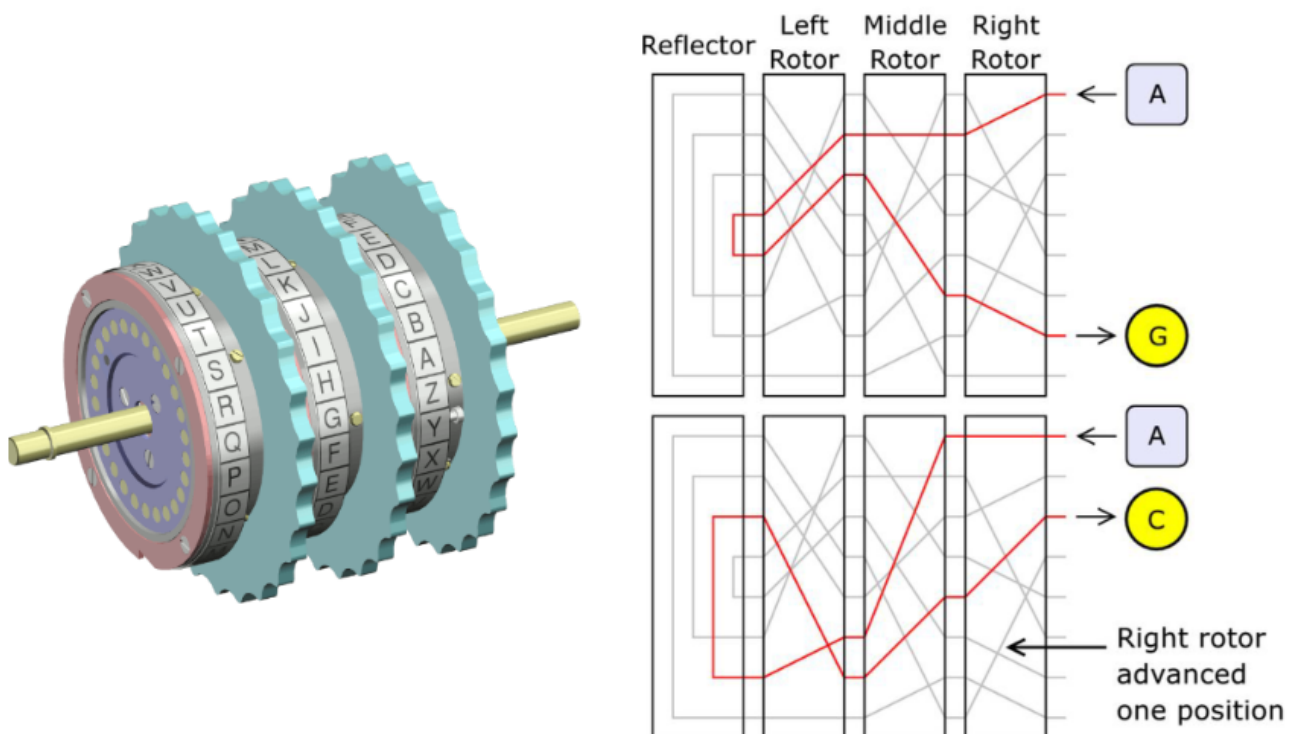 Reflector
Left
Rotor
Middle
Rotor
Right
Rotor
A
G
A
C
Right rotor
advanced
one position
W
V
U
T
S
R
Q
P
O
N
M
L
K
J
I
H
G
F
E
D
E
D
C
B
A
Z
Y
X
W